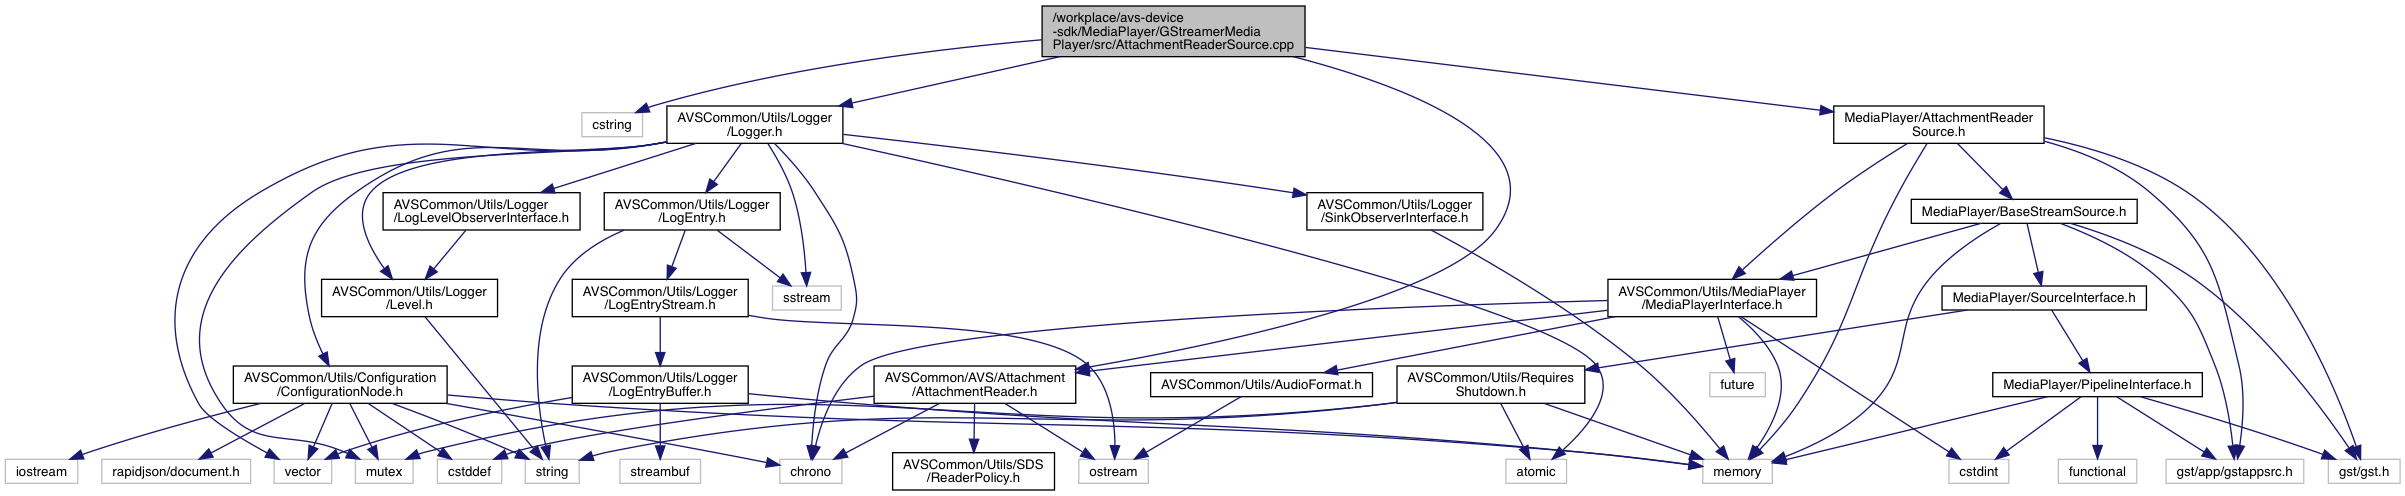 /workplace/avs-device
-sdk/MediaPlayer/GStreamerMedia
Player/src/AttachmentReaderSource.cpp
cstring
AVSCommon/Utils/Logger
/Logger.h
MediaPlayer/AttachmentReader
Source.h
AVSCommon/Utils/Logger
/LogLevelObserverInterface.h
AVSCommon/Utils/Logger
/LogEntry.h
AVSCommon/Utils/Logger
/SinkObserverInterface.h
MediaPlayer/BaseStreamSource.h
AVSCommon/Utils/Logger
/Level.h
AVSCommon/Utils/Logger
/LogEntryStream.h
sstream
AVSCommon/Utils/MediaPlayer
/MediaPlayerInterface.h
MediaPlayer/SourceInterface.h
AVSCommon/Utils/Configuration
/ConfigurationNode.h
AVSCommon/Utils/Logger
/LogEntryBuffer.h
AVSCommon/AVS/Attachment
/AttachmentReader.h
AVSCommon/Utils/AudioFormat.h
AVSCommon/Utils/Requires
Shutdown.h
future
MediaPlayer/PipelineInterface.h
iostream
rapidjson/document.h
vector
mutex
cstddef
string
streambuf
chrono
AVSCommon/Utils/SDS
/ReaderPolicy.h
ostream
atomic
memory
cstdint
functional
gst/app/gstappsrc.h
gst/gst.h